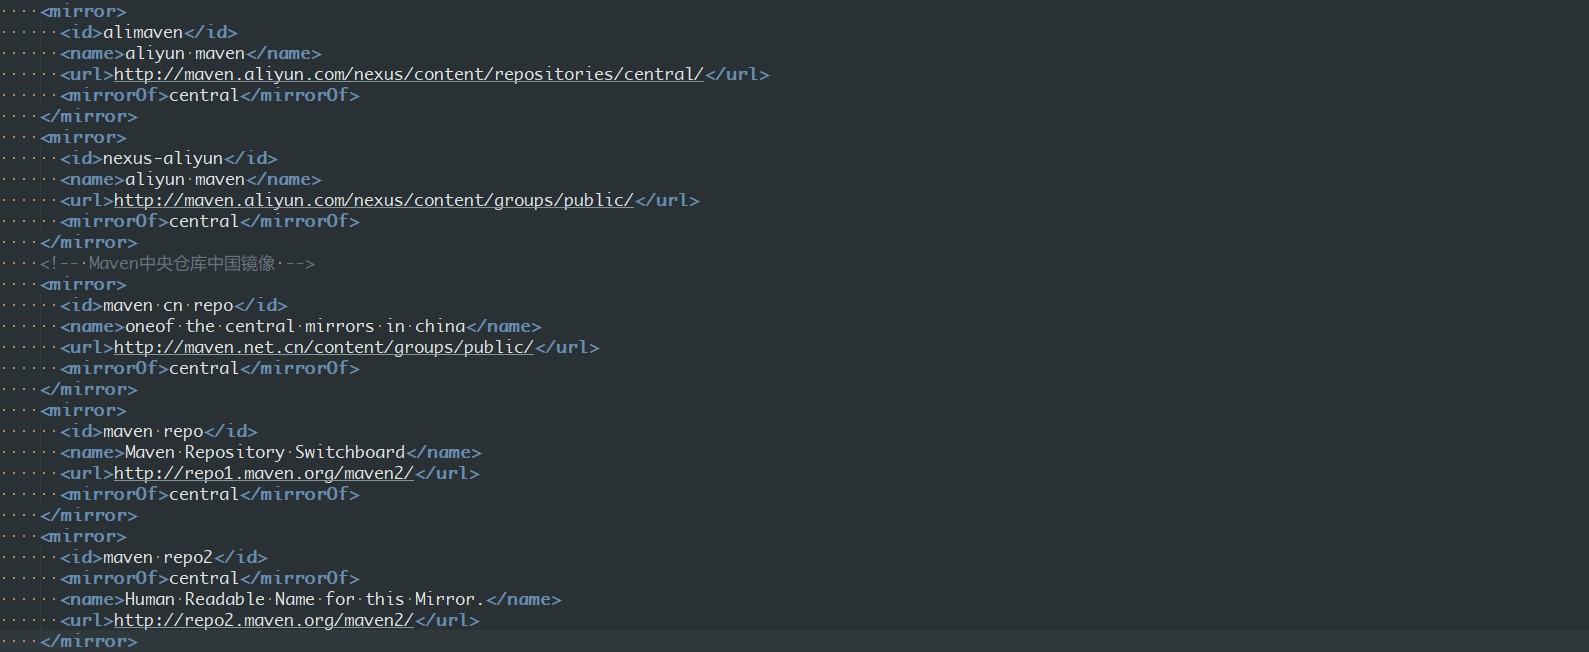 <mirror>
<id>alimaven</id>
<name>aliyun maven</name>
<url>http://maven.aliyun.com/nexus/content/repositories/central/</url>
<mirrorOf>central</mirrorOf>
</mirror>
<mirror>
<id>nexus-aliyun</id>
<name>aliyun maven</name>
<url>http://maven.aliyun.com/nexus/content/groups/public/</url>
<mirrorOf>central</mirrorOf>
</mirror>
<!-- Maven中央仓库中国镜像 -->
<mirror>
<id>maven cn repo</id>
<name>oneof the central mirrors in china</name>
<url>http://maven.net.cn/content/groups/public/</url>
<mirrorOf>central</mirrorOf>
</mirror>
<mirror>
<id>maven repo</id>
<name>Maven Repository Switchboard</name>
<url>http://repo1.maven.org/maven2/</url>
<mirrorOf>central</mirrorOf>
</mirror>
<mirror>
<id>maven repo2</id>
<mirrorOf>central</mirrorOf>
<name>Human Readable Name for this Mirror.</name>
<url>http://repo2.maven.org/maven2/</url>
</mirror>